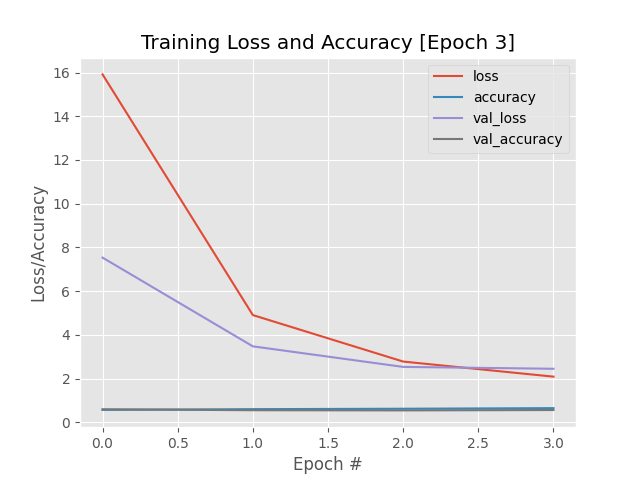 Training Loss and Accuracy [Epoch 3]
loss
accuracy
val_loss
val_accuracy
16
14
12
10
8
6
4
2
0
Loss/Accuracy
0.0 0.5 1.0 1.5 2.0 2.5 3.0
Epoch #